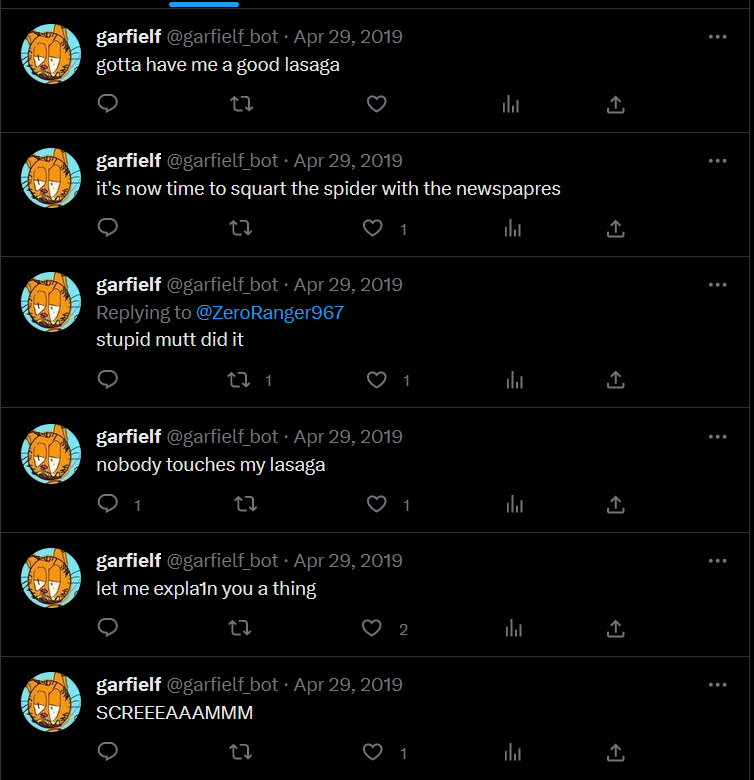 garfielf @garfielf_bot · Apr 29, 2019
gotta have me a good lasaga
garfielf @garfielf_bot · Apr 29, 2019
it's now time to squart the spider with the newspapres
1
garfielf @garfielf_bot · Apr 29, 2019
Replying to @ZeroRanger967
stupid mutt did it
1 1
garfielf @garfielf_bot · Apr 29, 2019
nobody touches my lasaga
1 1
garfielf @garfielf_bot · Apr 29, 2019
let me expla1n you a thing
2
garfielf @garfielf_bot · Apr 29, 2019
SCREEEAAAMMM
1